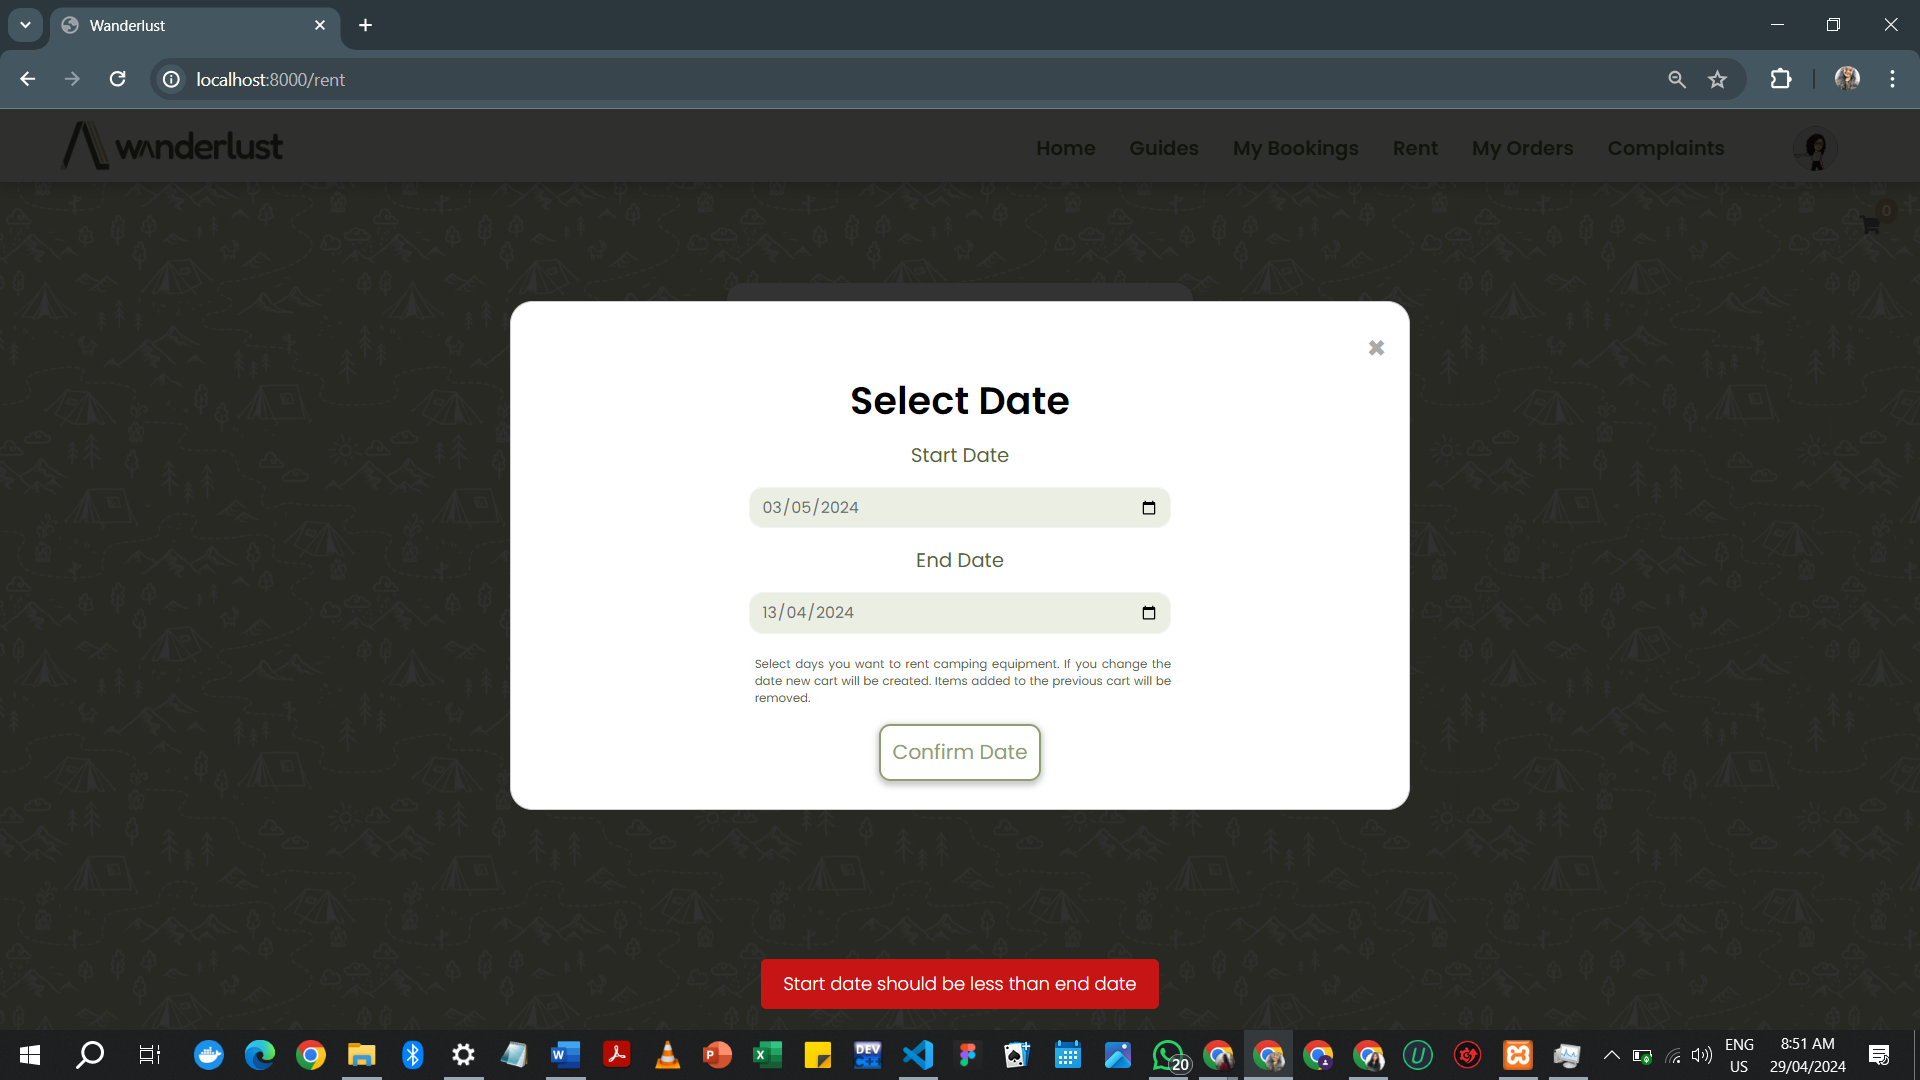 Wanderlust
localhost:8000/rent
wanderlust
Home
Guides
My Bookings
Rent
My Orders
Complaints
0
Select Date
Start Date
03/05/2024
End Date
13/04/2024
Select days you want to rent camping equipment. If you change the
date new cart will be created. Items added to the previous cart will be
removed.
Confirm Date
Start date should be less than end date
W
P
X
DEV
C++
20
U
ENG
US
8:51 AM
29/04/2024